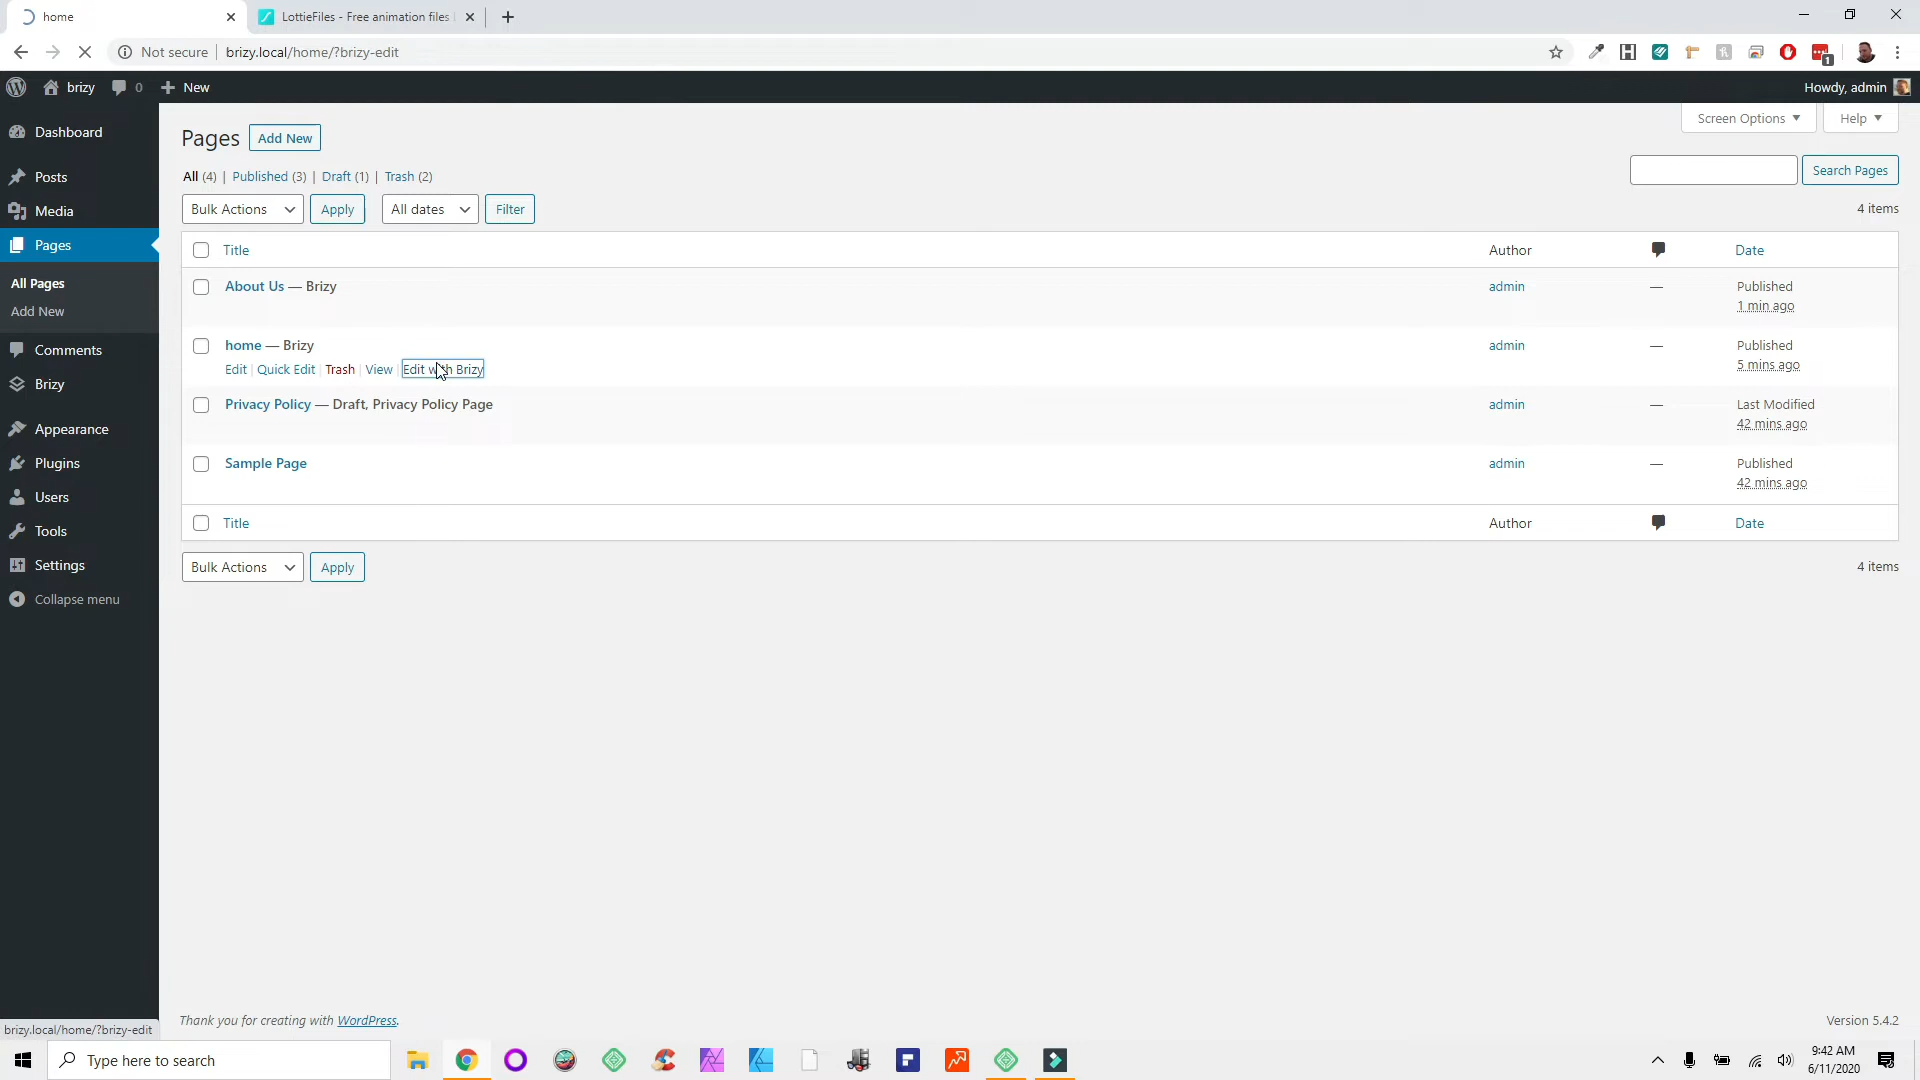 home
LottieFiles - Free animation files
Not secure
brizy.local/home/?brizy-edit
1
brizy
0
New
Howdy, admin
Dashboard
Posts
Media
Pages
All Pages
Add New
Comments
Brizy
Appearance
Plugins
Users
Tools
Settings
Collapse menu
Pages
Add New
Screen Options
Help
All (4) | Published (3) | Draft (1) | Trash (2)
Search Pages
Bulk Actions
Apply
All dates
Filter
4 items
Title
Author
Date
About Us — Brizy
admin
—
Published
1 min ago
home — Brizy
Edit | Quick Edit | Trash | View | Edit with Brizy
admin
—
Published
5 mins ago
Privacy Policy — Draft, Privacy Policy Page
admin
—
Last Modified
42 mins ago
Sample Page
admin
—
Published
42 mins ago
Title
Author
Date
Bulk Actions
Apply
4 items
Thank you for creating with WordPress.
Version 5.4.2
brizy.local/home/?brizy-edit
Type here to search
9:42 AM
6/11/2020